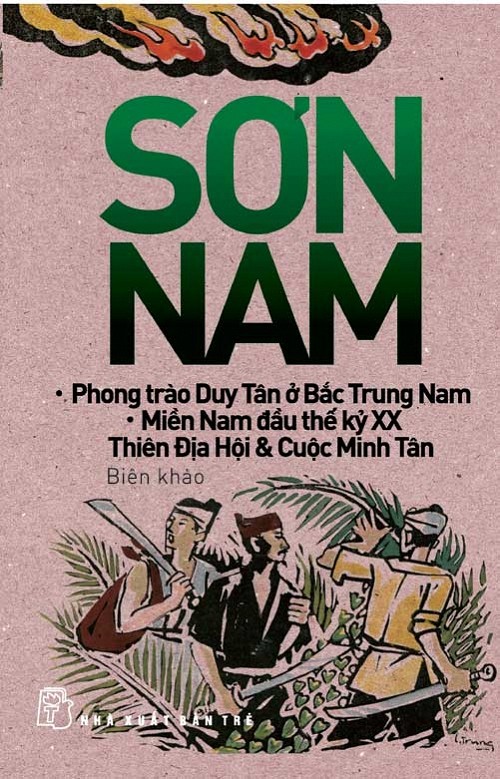 SƠN
NAM
• Phong trào Duy Tân ở Bắc Trung Nam
• Miền Nam đầu thế kỷ XX
Thiên Địa Hội & Cuộc Minh Tân
Biên khảo
NHÀ XUẤT BẢN TRẺ
L.Trung